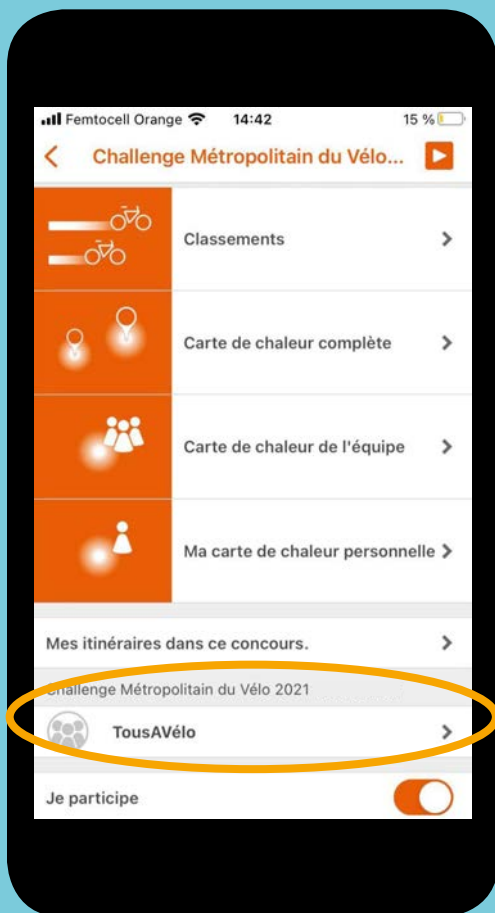 Femtocell Orange 14:42 15 %
Challenge Métropolitain du Vélo...
Classements
Carte de chaleur complète
Carte de chaleur de l'équipe
Ma carte de chaleur personnelle
Mes itinéraires dans ce concours.
Challenge Métropolitain du Vélo 2021
TousAVélo
Je participe